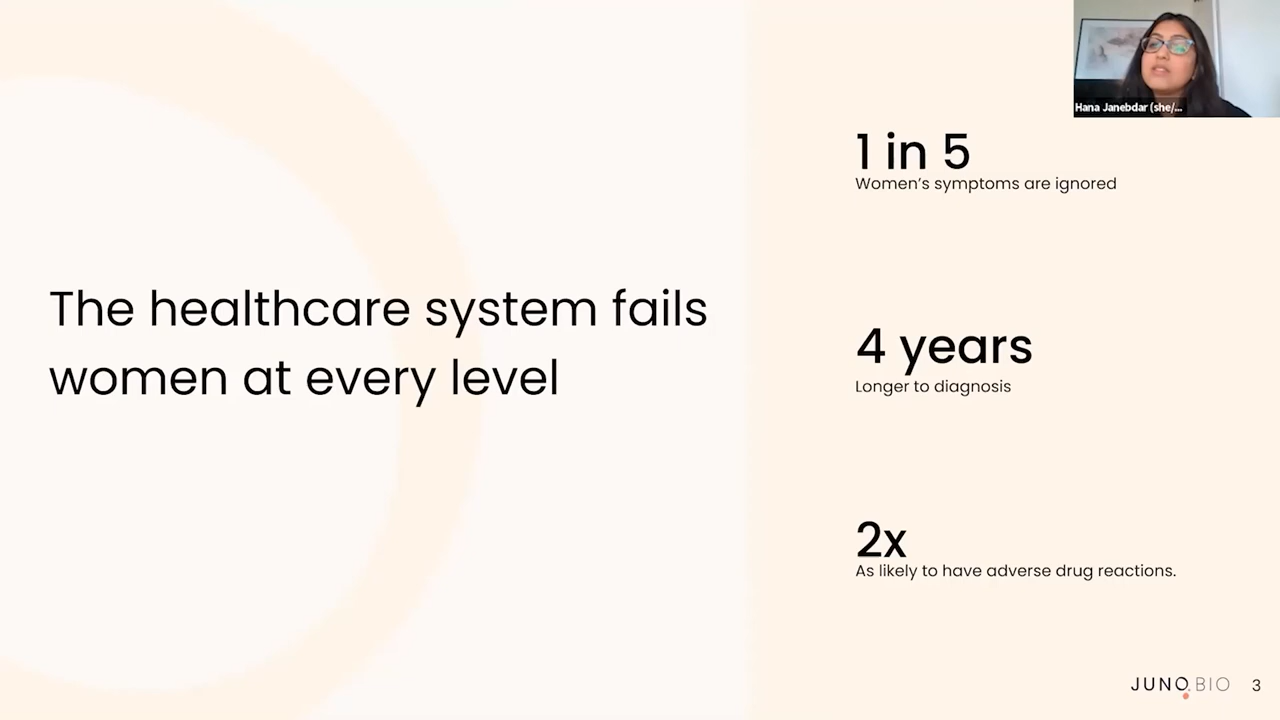 Hana Janebdar (she/...
1 in 5
Women's symptoms are ignored
The healthcare system fails
women at every level
4 years
Longer to diagnosis
2x
As likely to have adverse drug reactions.
JUNO BIO
3